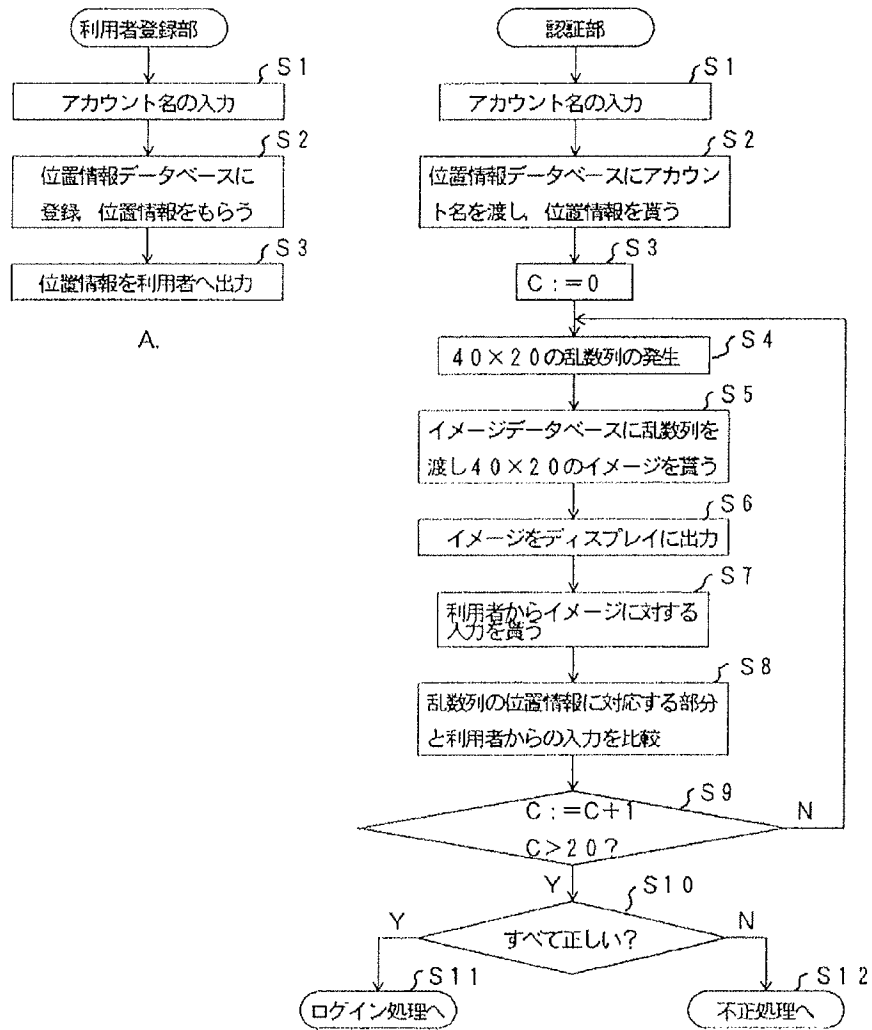 利用者登録部
S1
アカウント名の入力
S2
位置情報データベースに
登録, 位置情報をもらう
S3
位置情報を利用者へ出力
A.
認証部
S1
アカウント名の入力
S2
位置情報データベースにアカウン
ト名を渡し, 位置情報を貰う
S3
C:=0
S4
40×20の乱数列の発生
S5
イメージデータベースに乱数列を
渡し40×20のイメージを貰う
S6
イメージをディスプレイに出力
S7
利用者からイメージに対する
入力を貰う
S8
乱数列の位置情報に対応する部分
と利用者からの入力を比較
S9
C:=C+1
C>20?
N
Y
S10
すべて正しい?
Y
N
S11
ログイン処理へ
S12
不正処理へ